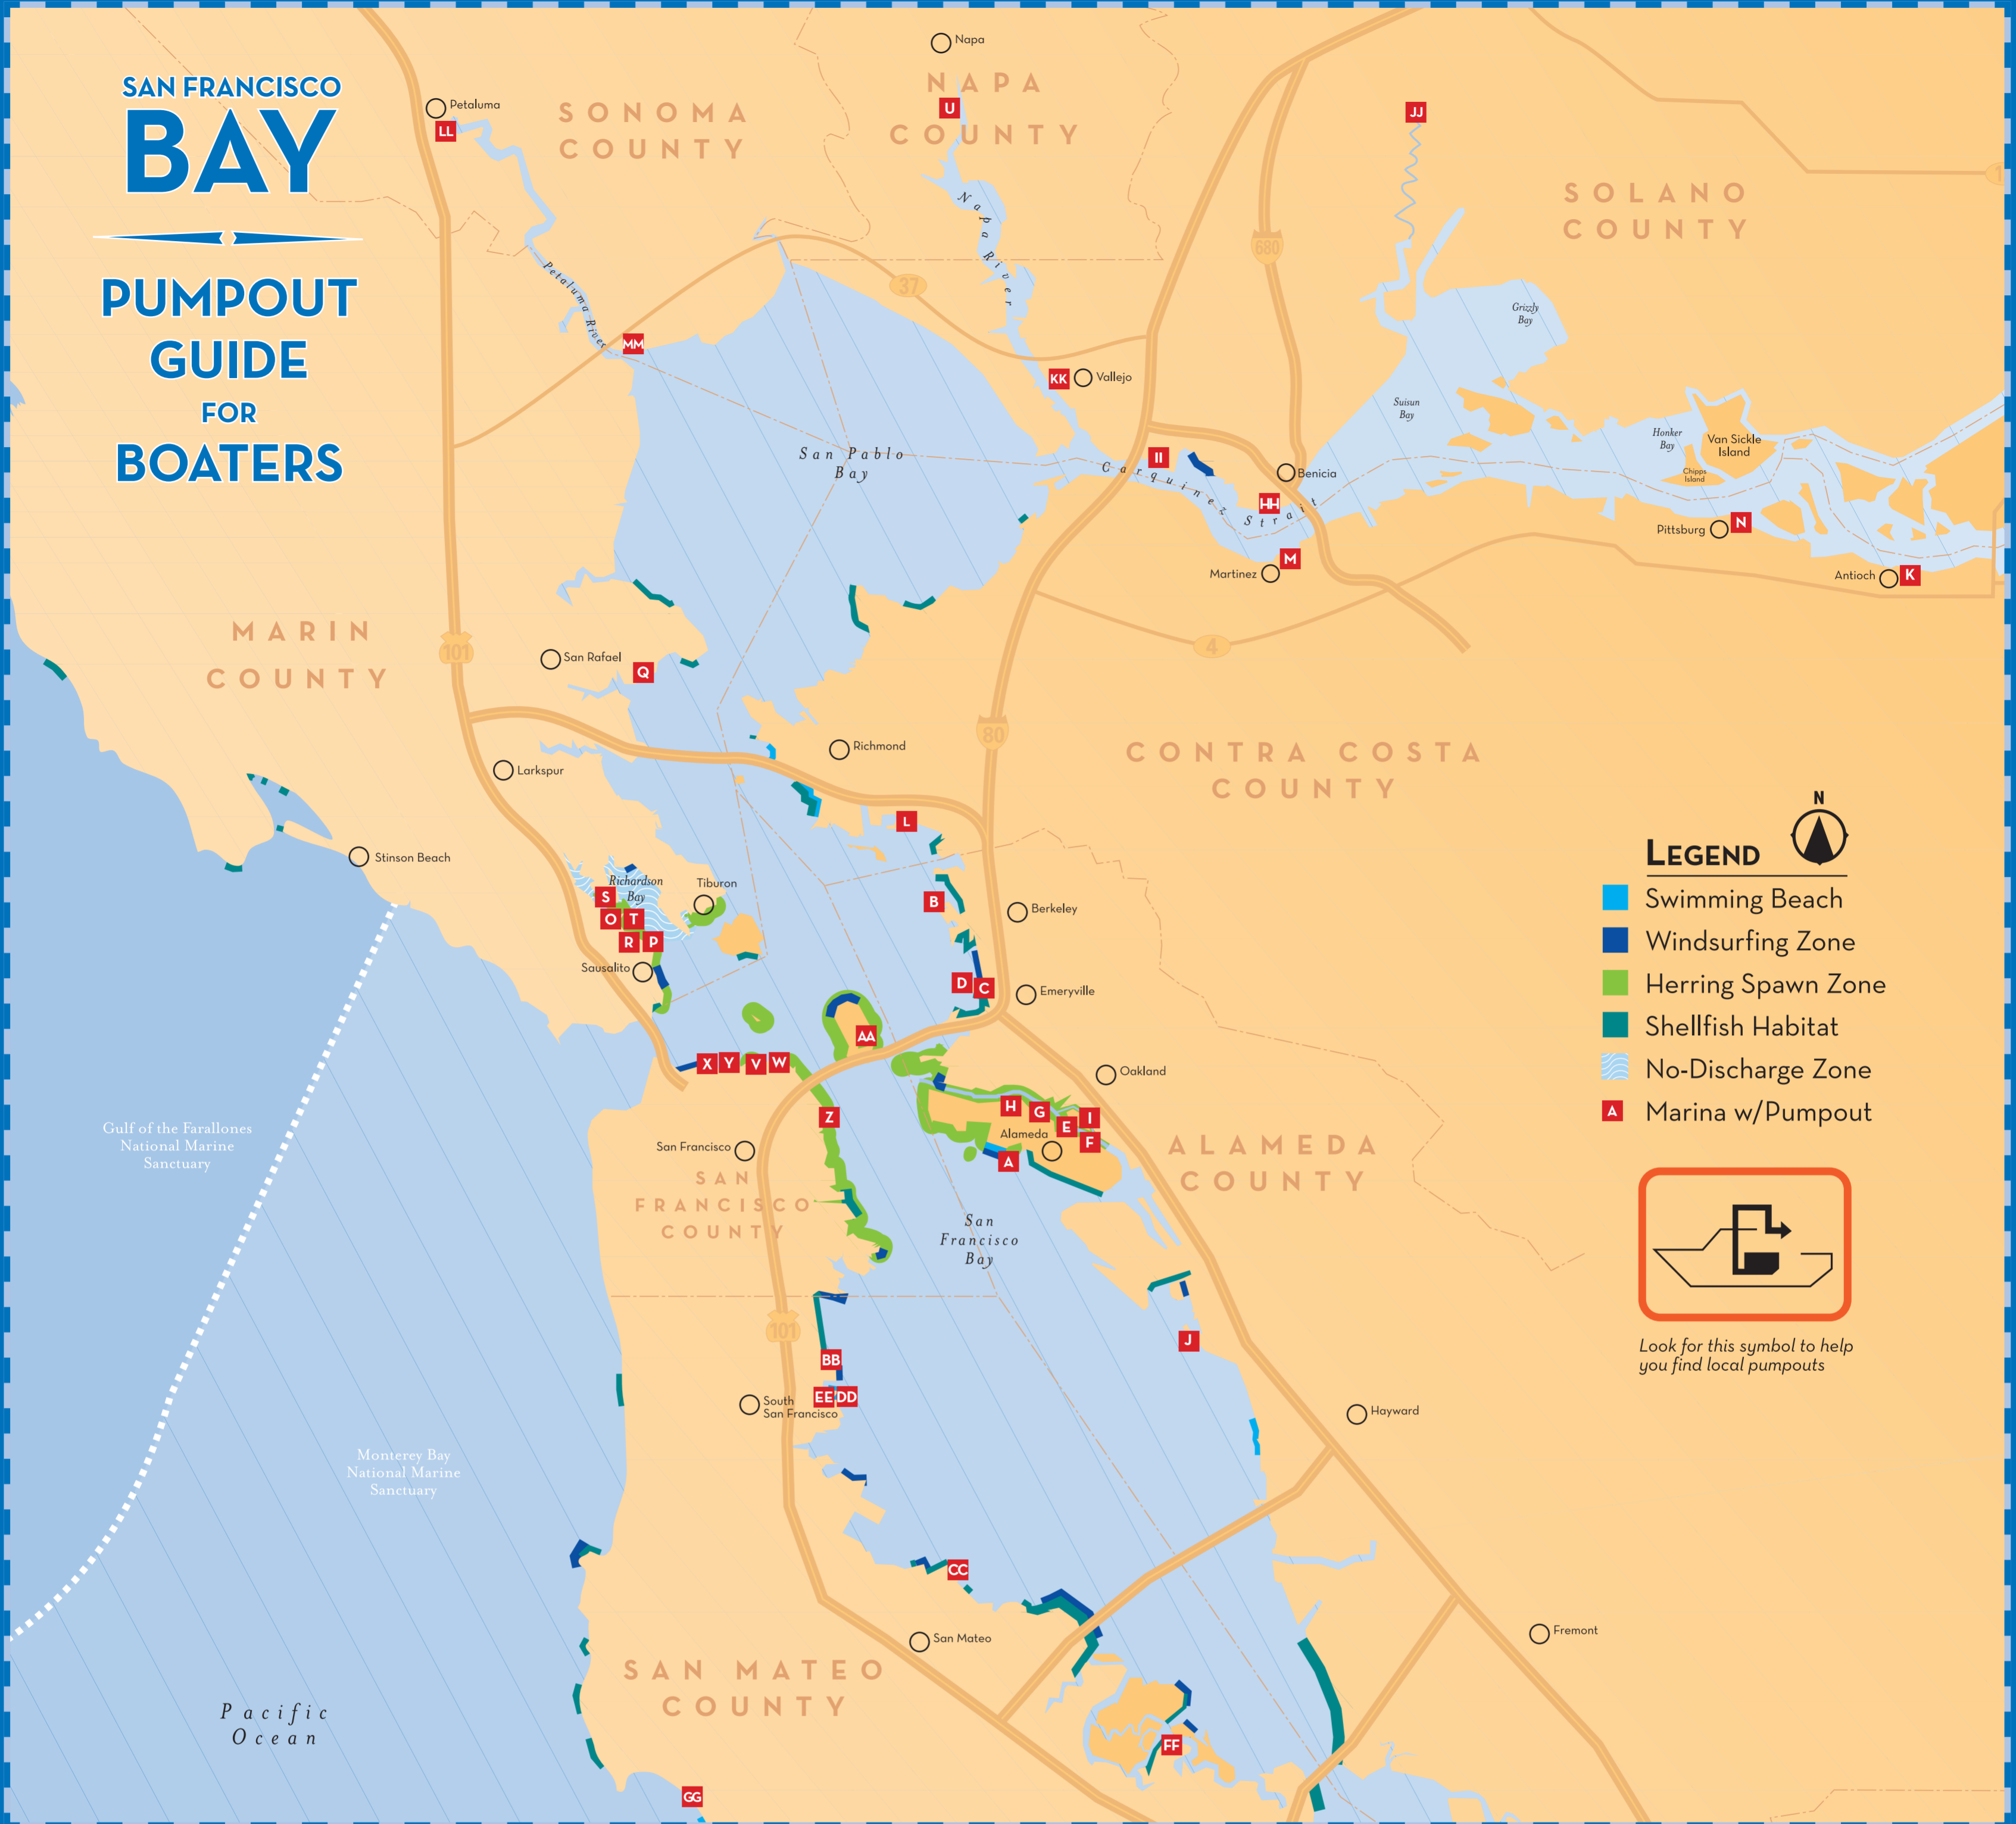 SAN FRANCISCO
BAY
PUMPOUT
GUIDE
FOR
BOATERS
Napa
NAPA
COUNTY
U
Petaluma
LL
SONOMA
COUNTY
JJ
SOLANO
COUNTY
Napa River
680
37
Petaluma River
MM
Grizzly
Bay
KK
Vallejo
Suisun
Bay
San Pablo
Bay
Carquinez Strait
II
Benicia
HH
Honker
Bay
Van Sickle
Island
Chipps
Island
Pittsburg
N
Martinez
M
Antioch
K
MARIN
COUNTY
101
4
San Rafael
Q
80
Richmond
CONTRA COSTA
COUNTY
Larkspur
L
Stinson Beach
Richardson
Bay
Tiburon
S
O
T
R
P
Sausalito
B
Berkeley
D
C
Emeryville
AA
X
Y
V
W
Oakland
Z
H
G
I
E
F
Alameda
A
San Francisco
SAN
FRANCISCO
COUNTY
ALAMEDA
COUNTY
Gulf of the Farallones
National Marine
Sanctuary
San
Francisco
Bay
101
J
BB
EE
DD
South
San Francisco
Hayward
Monterey Bay
National Marine
Sanctuary
CC
San Mateo
Fremont
SAN MATEO
COUNTY
Pacific
Ocean
FF
GG
N
LEGEND
Swimming Beach
Windsurfing Zone
Herring Spawn Zone
Shellfish Habitat
No-Discharge Zone
A
Marina w/Pumpout
Look for this symbol to help
you find local pumpouts